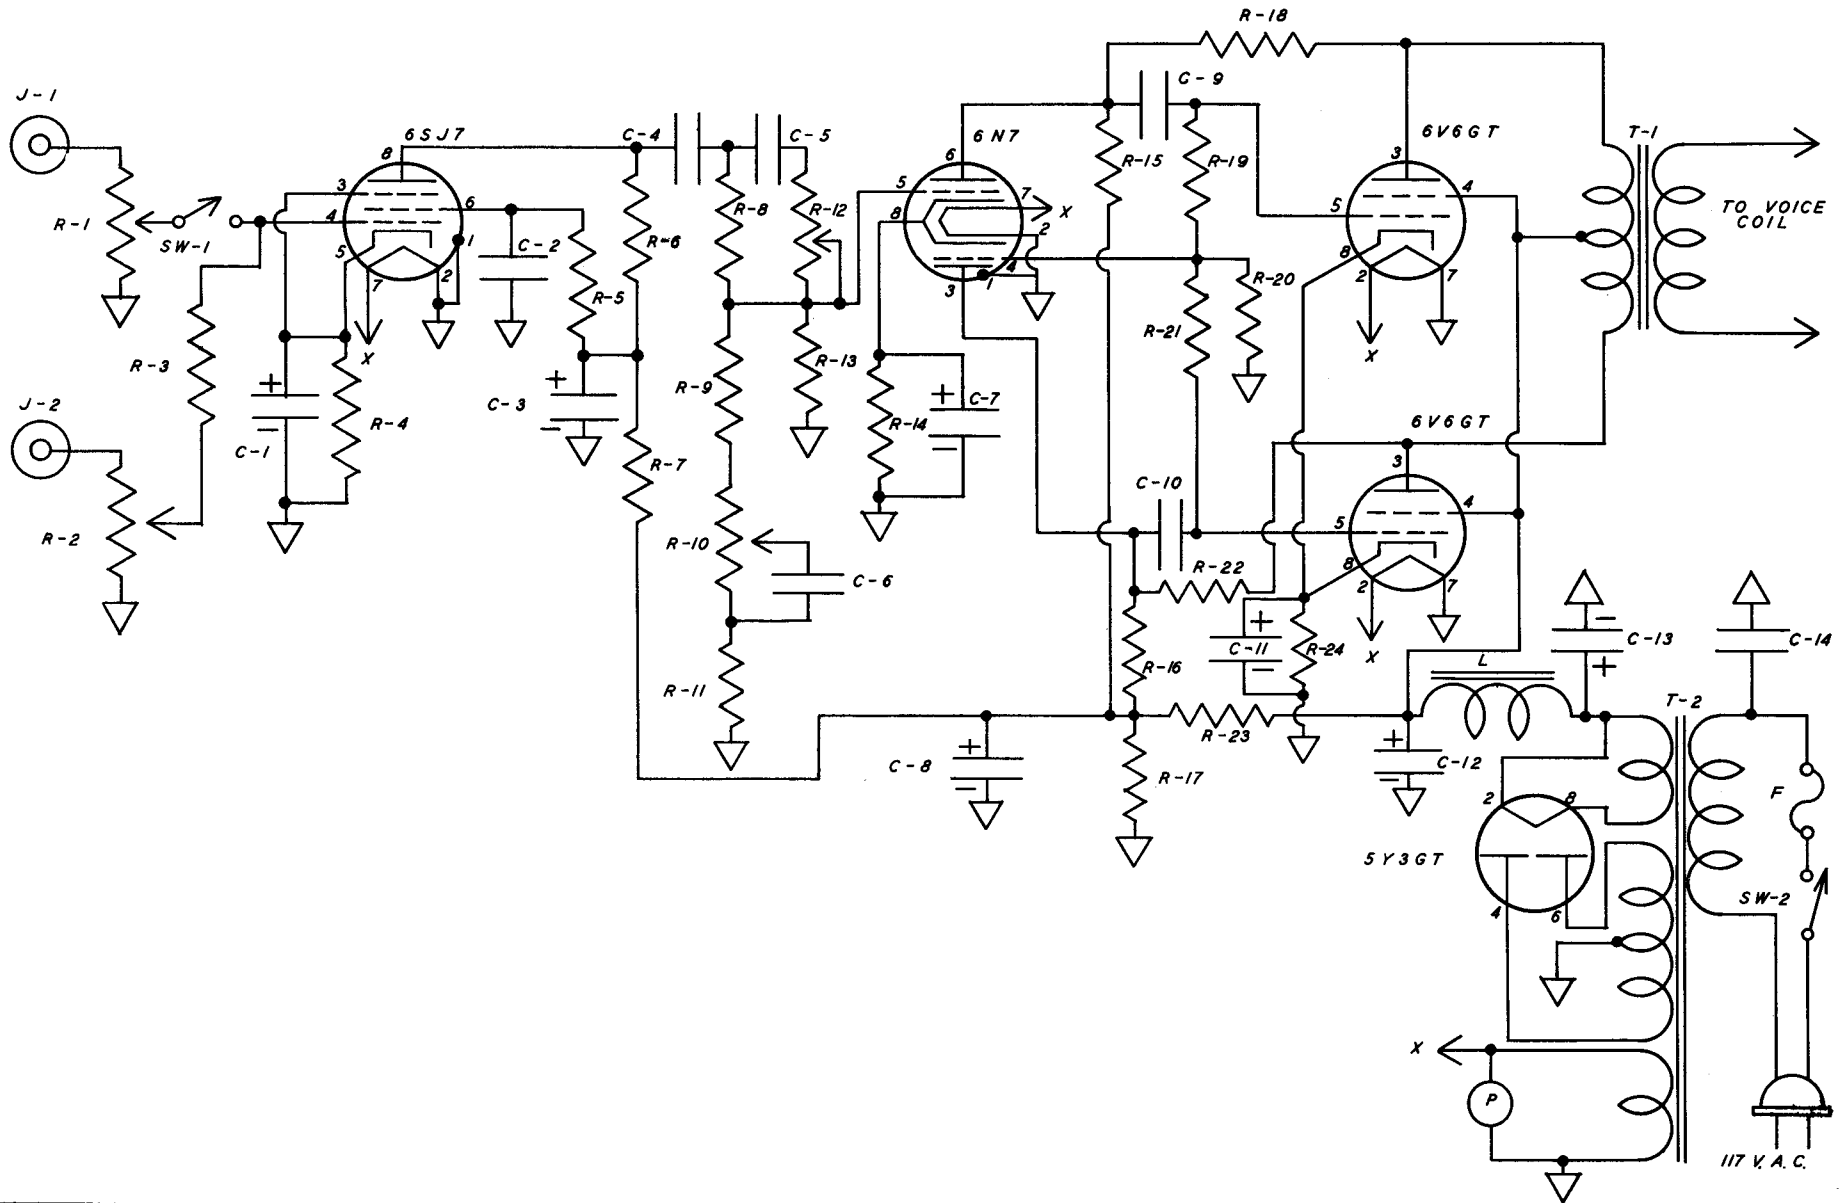 R-18
J-1
C-9
6SJ7
C-4
C-5
6N7
6V6GT
T-1
8
6
3
R-15
R-19
3
5
7
4
R-8
R-12
X
4
6
8
5
TO VOICE
COIL
R-1
SW-1
5
1
C-2
R-6
2
8
7
2
R-5
4
1
3
R-20
2
7
X
R-21
X
R-3
R-13
+
+
R-9
+
C-7
J-2
C-3
−
R-14
−
C-1
−
R-4
6V6GT
R-7
3
C-10
4
5
R-2
R-10
C-6
R-22
8
2
7
+
−
C-13
C-14
C-11
R-24
R-16
−
X
L
+
R-11
T-2
R-23
+
+
C-8
−
R-17
−
C-12
2
8
F
5Y3GT
4
6
SW-2
X
P
117 V. A. C.